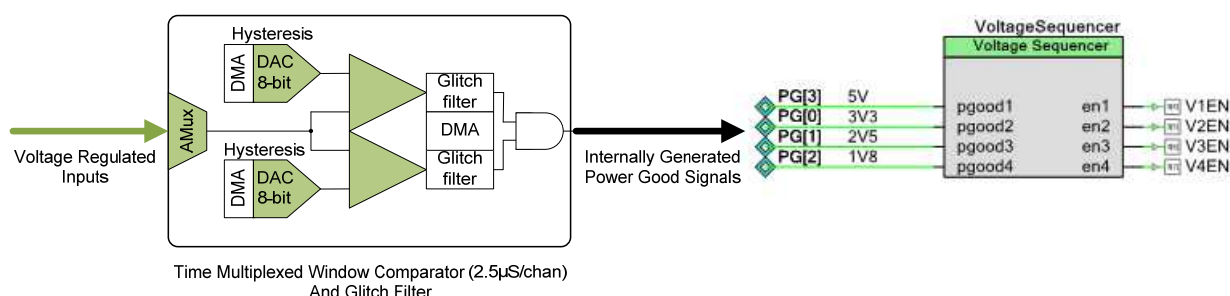 Voltage Regulated
Inputs
AMux
Hysteresis
DMA
DAC
8-bit
Hysteresis
DMA
DAC
8-bit
Glitch
filter
DMA
Glitch
filter
Time Multiplexed Window Comparator (2.5µS/chan)
And Glitch Filter
Internally Generated
Power Good Signals
VoltageSequencer
Voltage Sequencer
PG[3] 5V pgood1 en1 V1EN
PG[0] 3V3 pgood2 en2 V2EN
PG[1] 2V5 pgood3 en3 V3EN
PG[2] 1V8 pgood4 en4 V4EN